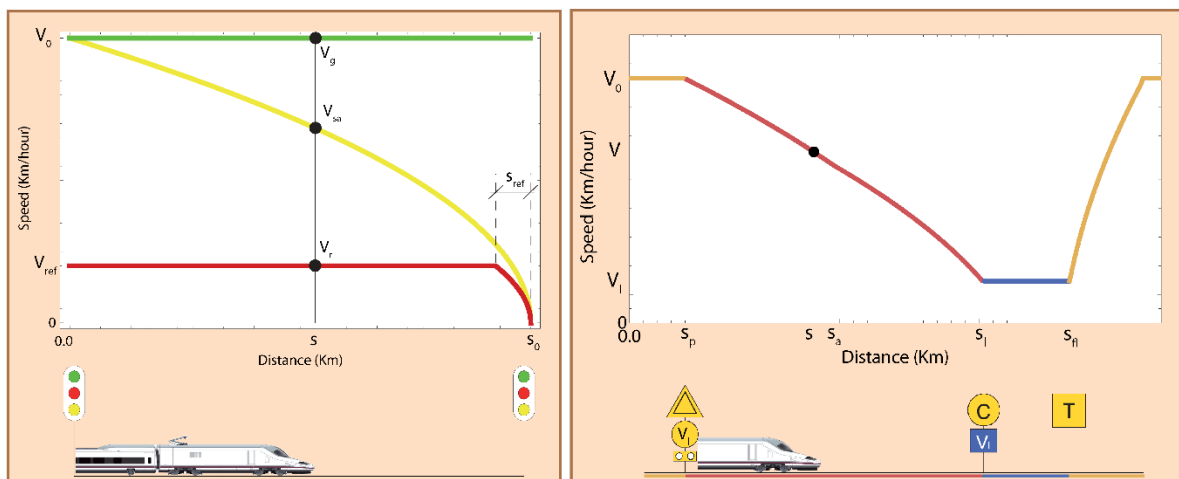 V0
Vg
Vsa
sref
Speed (Km/hour)
Vr
Vref
0
0.0
s
s0
Distance (Km)
V0
V
Speed (Km/hour)
Vl
0
0.0
sp
s
sa
sl
sfl
Distance (Km)
C
T
Vl
Vl